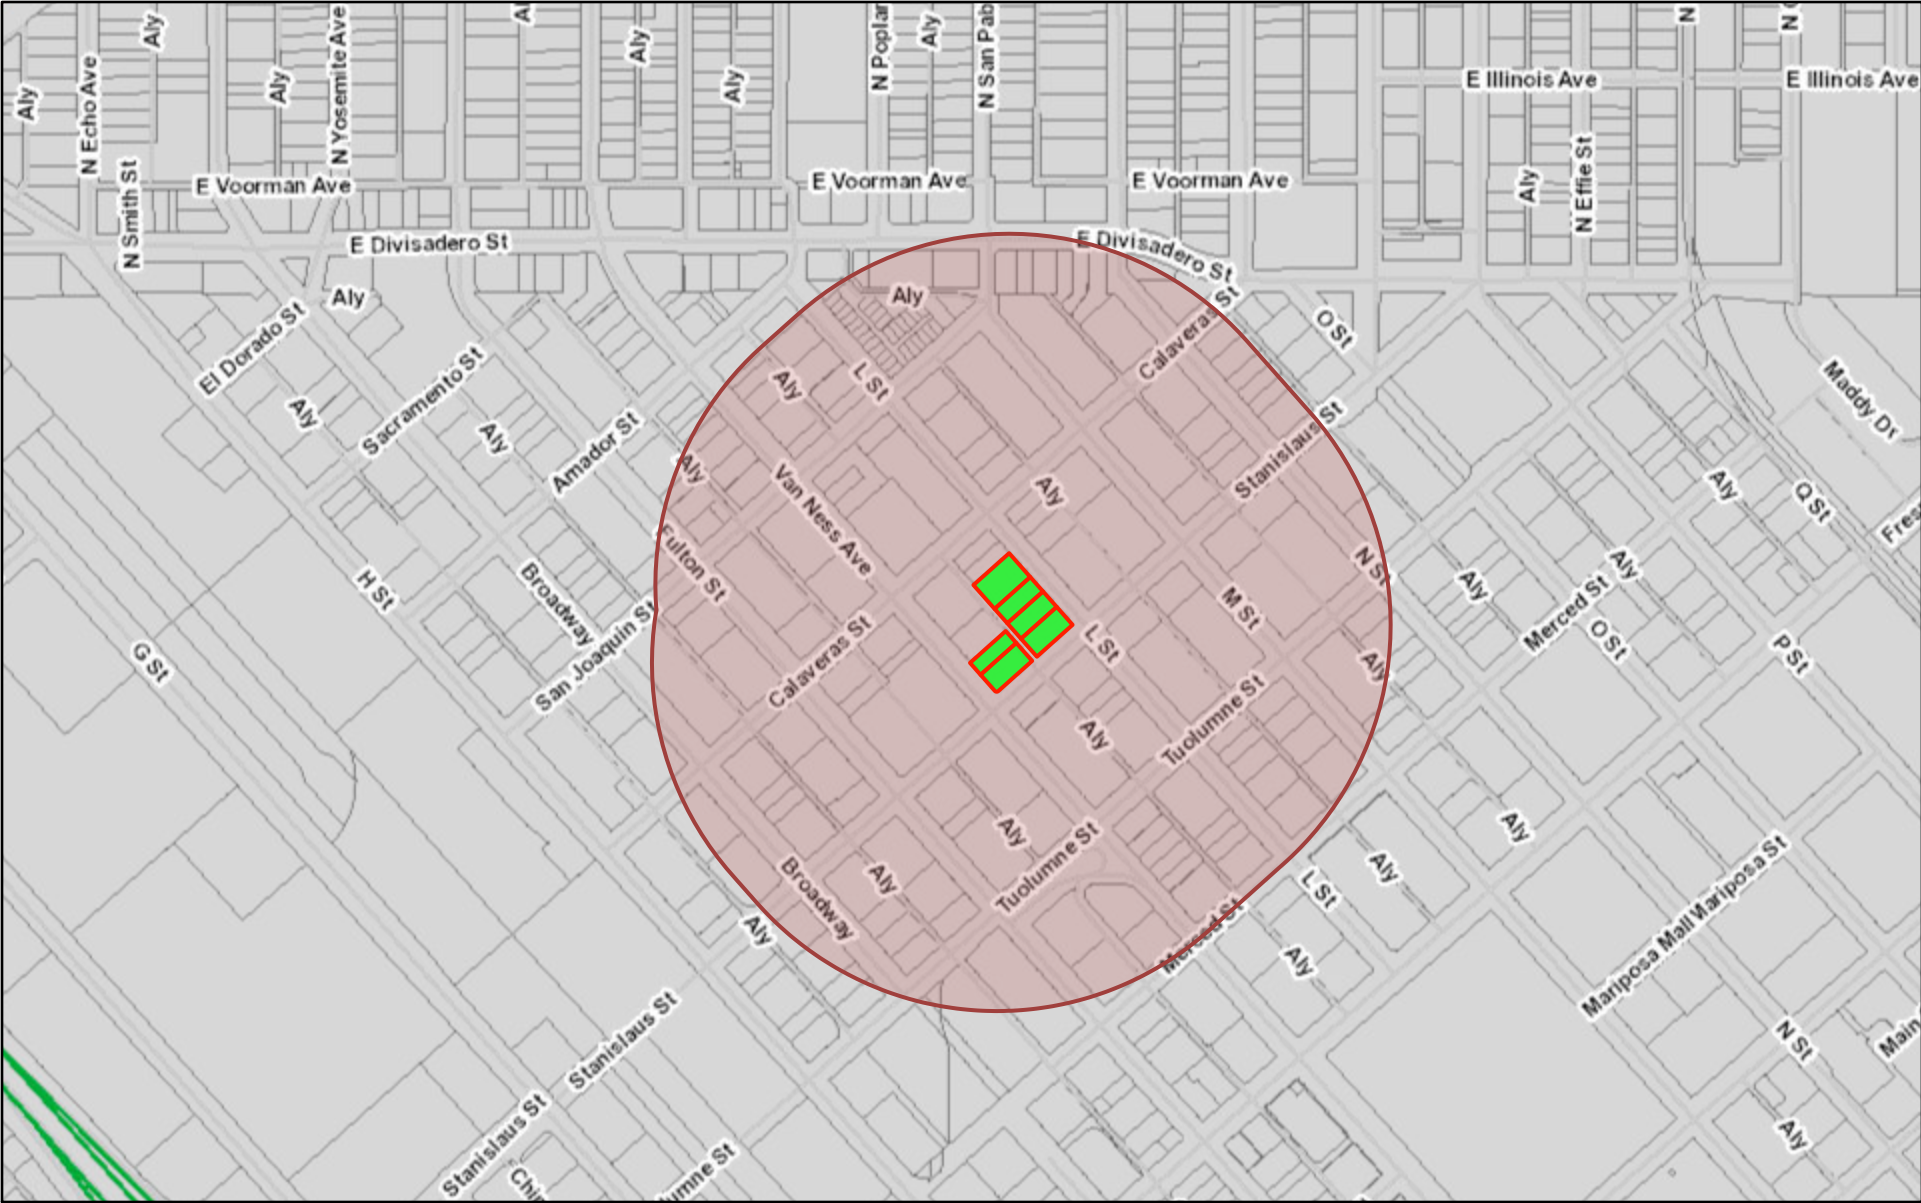 Aly
N Echo Ave
Aly
Aly
N Yosemite Ave
Aly
Aly
N Poplar
Aly
N San Pab
N
N
E Illinois Ave
E Illinois Ave
N Smith St
E Voorman Ave
E Voorman Ave
E Voorman Ave
Aly
N Effie St
E Divisadero St
E Divisadero St
Aly
Aly
El Dorado St
Calaveras St
O St
Aly
Sacramento St
Aly
Amador St
Aly
L St
Stanislaus St
Maddy Dr
Aly
Van Ness Ave
Aly
Aly
Q St
Fres
H St
Broadway
Fulton St
N St
Aly
Aly
Merced St
G St
San Joaquin St
Calaveras St
L St
M St
O St
P St
Aly
Aly
Tuolumne St
Aly
Tuolumne St
Aly
Broadway
Aly
Aly
L St
Aly
Merced St
Aly
Mariposa Mall
Mariposa St
Stanislaus St
N St
Main
Stanislaus St
Aly
Chin
lumne St